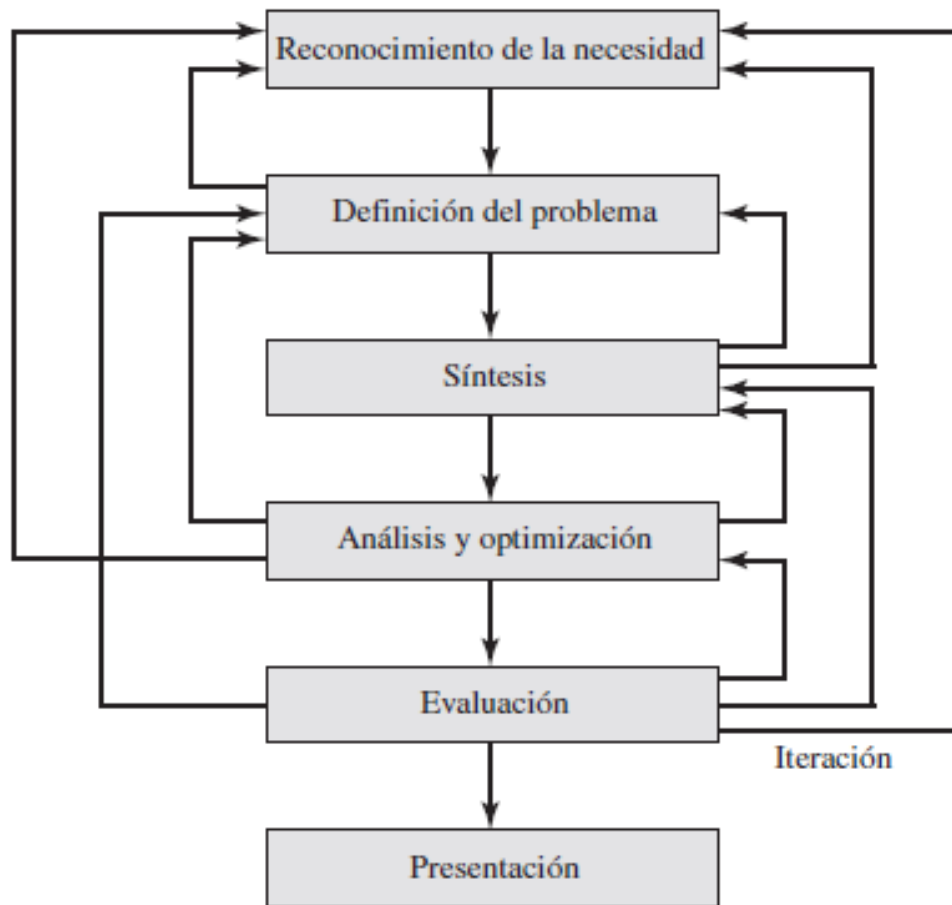 Reconocimiento de la necesidad
Definición del problema
Síntesis
Análisis y optimización
Evaluación
Iteración
Presentación